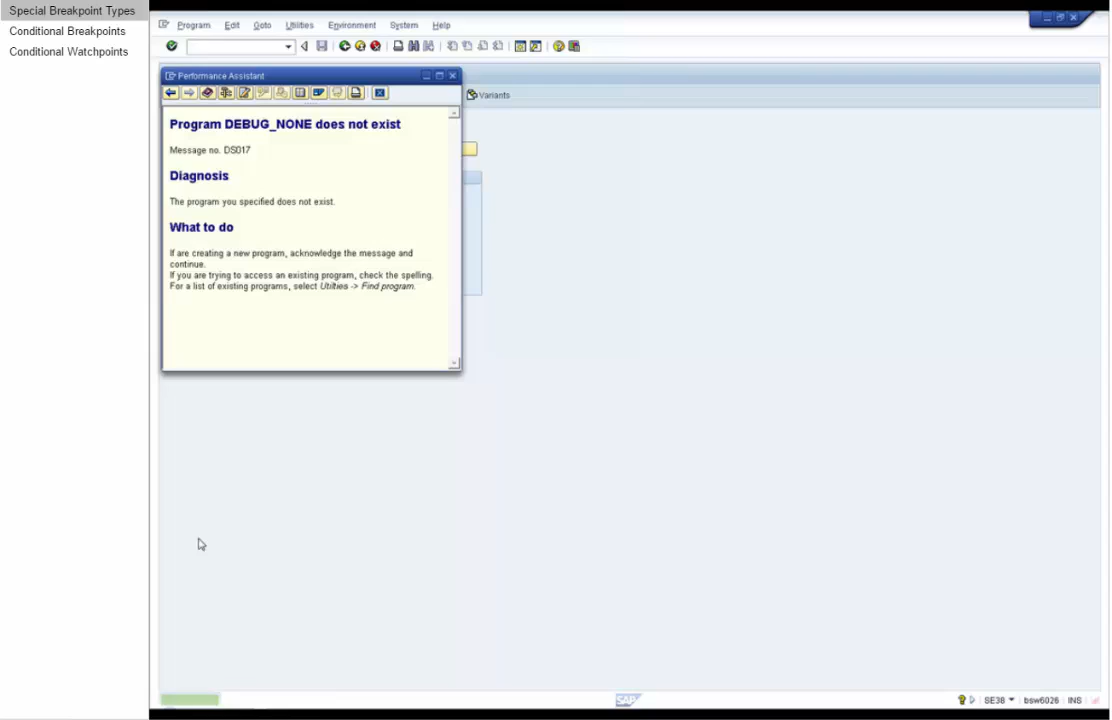 Special Breakpoint Types
Conditional Breakpoints
Conditional Watchpoints
Program Edit Goto Utilities Environment System Help
Performance Assistant
Variants
Program DEBUG_NONE does not exist
Message no. DS017
Diagnosis
The program you specified does not exist.
What to do
If are creating a new program, acknowledge the message and
continue.
If you are trying to access an existing program, check the spelling.
For a list of existing programs, select Utilties -> Find program.
SAP
SE38 bsw6026 INS